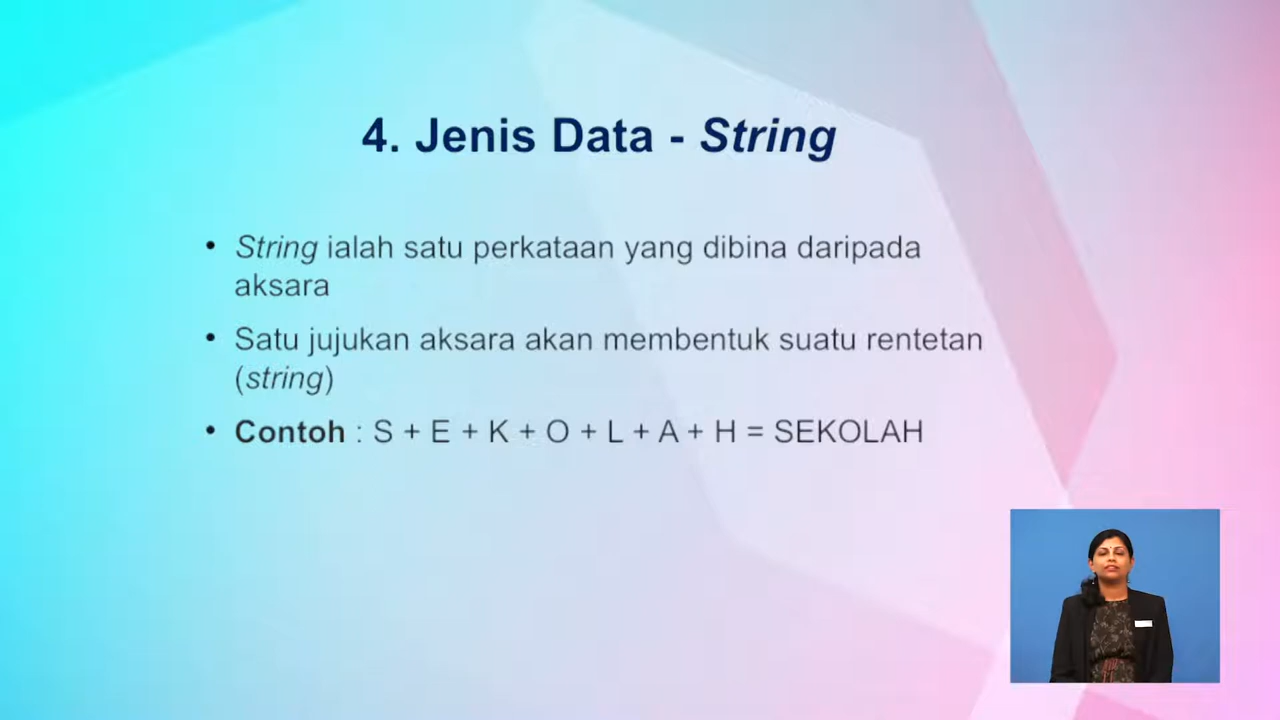 4. Jenis Data - String
• String ialah satu perkataan yang dibina daripada
aksara
• Satu jujukan aksara akan membentuk suatu rentetan
(string)
• Contoh : S + E + K + O + L + A + H = SEKOLAH